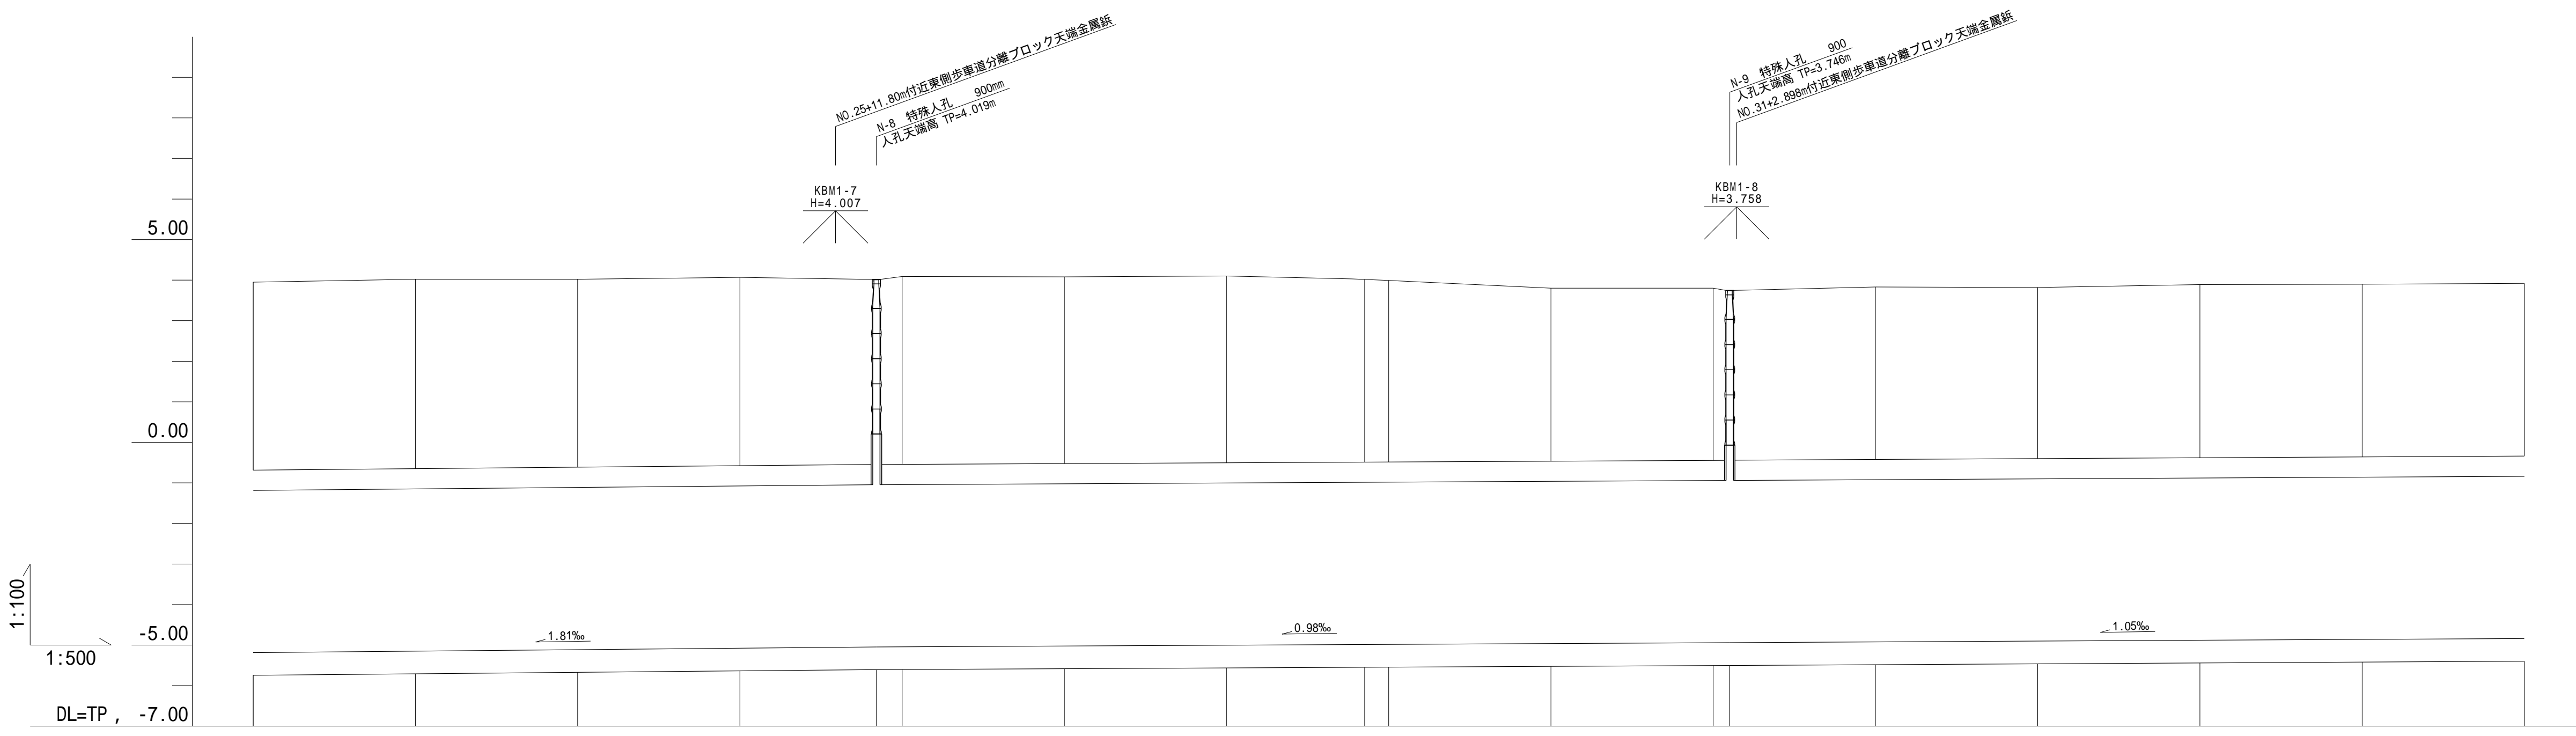 NO.25+11.80m付近東側歩車道分離ブロック天端金属鋲
N-8 特殊人孔 900mm
人孔天端高 TP=4.019m
N-9 特殊人孔 900
人孔天端高 TP=3.746m
NO.31+2.898m付近東側歩車道分離ブロック天端金属鋲
KBM1-7
H=4.007
KBM1-8
H=3.758
5.00
0.00
-5.00
DL=TP, -7.00
1:100
1:500
1.81‰
0.98‰
1.05‰